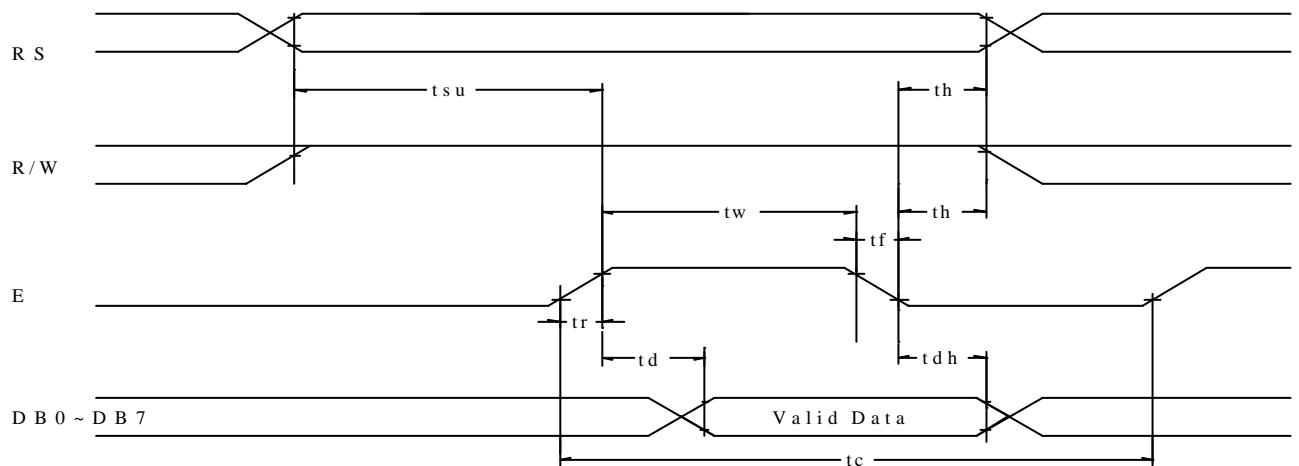 RS
tsu
th
R/W
tw
th
tf
E
tr
td
tdh
DB0~DB7
Valid Data
tc